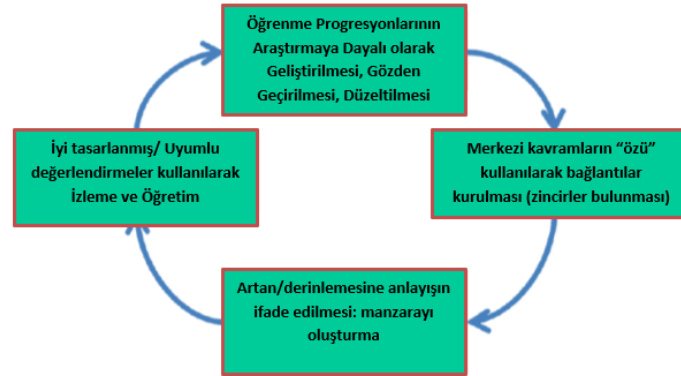 Öğrenme Progresyonlarının
Araştırmaya Dayalı olarak
Geliştirilmesi, Gözden
Geçirilmesi, Düzeltilmesi
Merkezi kavramların “özü”
kullanılarak bağlantılar
kurulması (zincirler bulunması)
Artan/derinlemesine anlayışın
ifade edilmesi: manzarayı
oluşturma
İyi tasarlanmış/ Uyumlu
değerlendirmeler kullanılarak
İzleme ve Öğretim